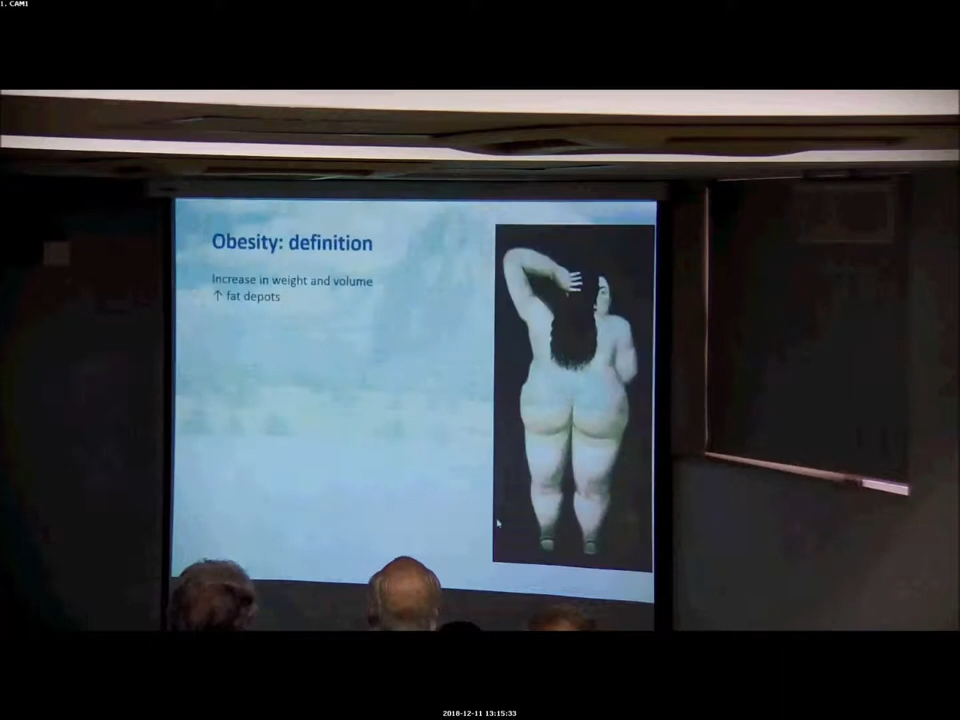 1. CAM1
Obesity: definition
Increase in weight and volume
↑ fat depots
2018-12-11 13:15:33